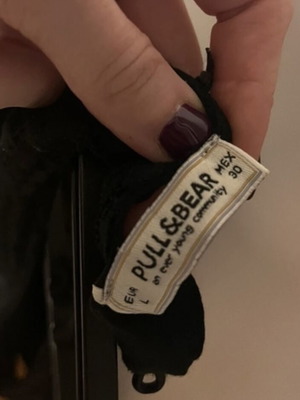 PULL&BEAR
an ever young community
EUR L
MEX 30